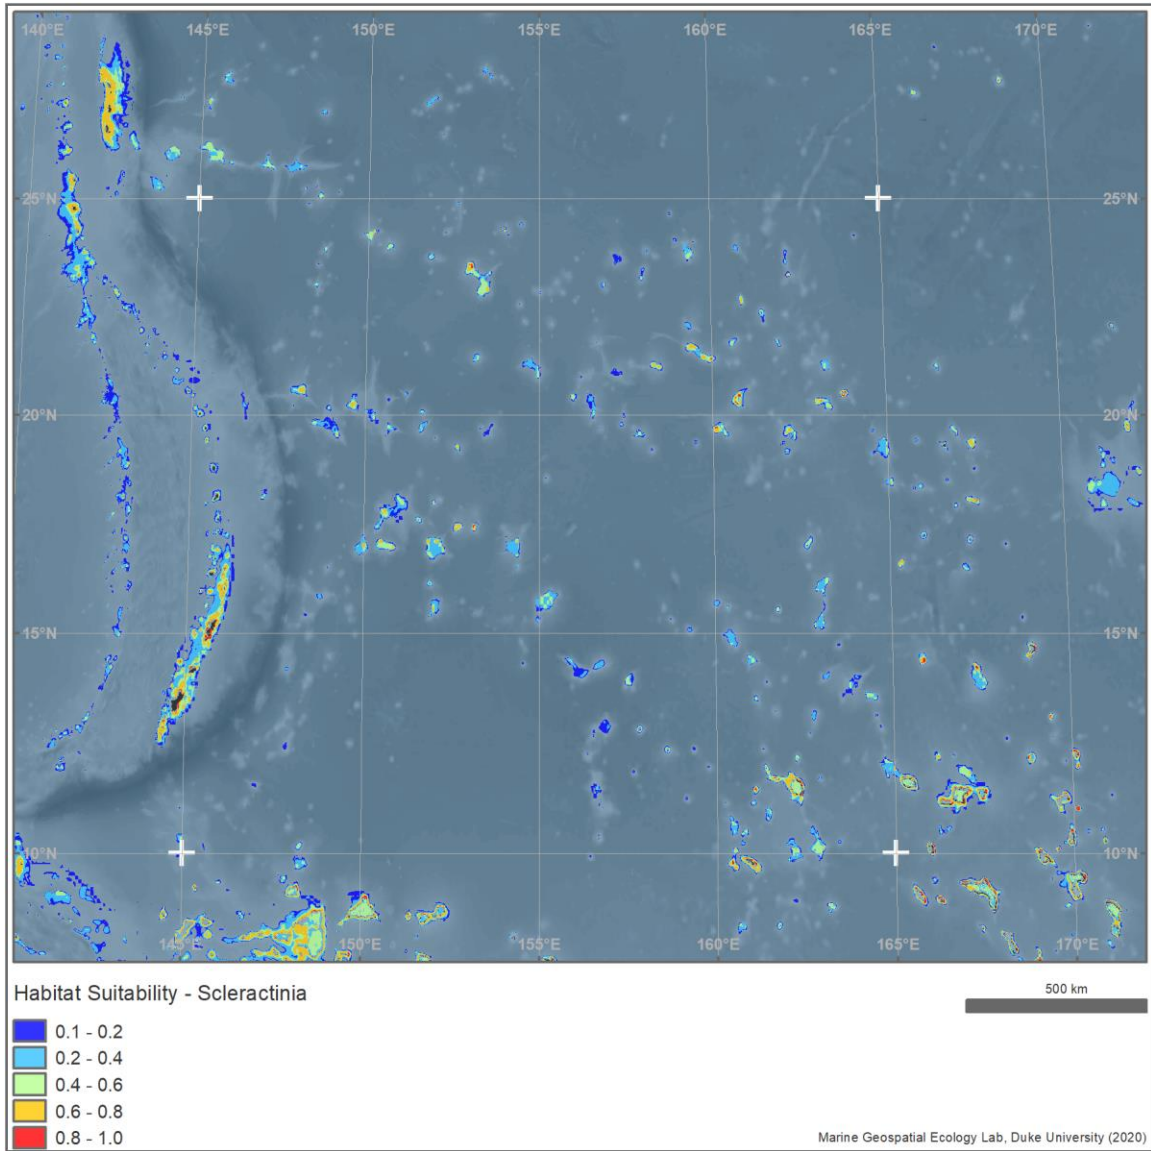 140°E 145°E 150°E 155°E 160°E 165°E 170°E
25°N 25°N
20°N 20°N
15°N 15°N
10°N 10°N
145°E 150°E 155°E 160°E 165°E 170°E
Habitat Suitability - Scleractinia
500 km
0.1 - 0.2
0.2 - 0.4
0.4 - 0.6
0.6 - 0.8
0.8 - 1.0
Marine Geospatial Ecology Lab, Duke University (2020)